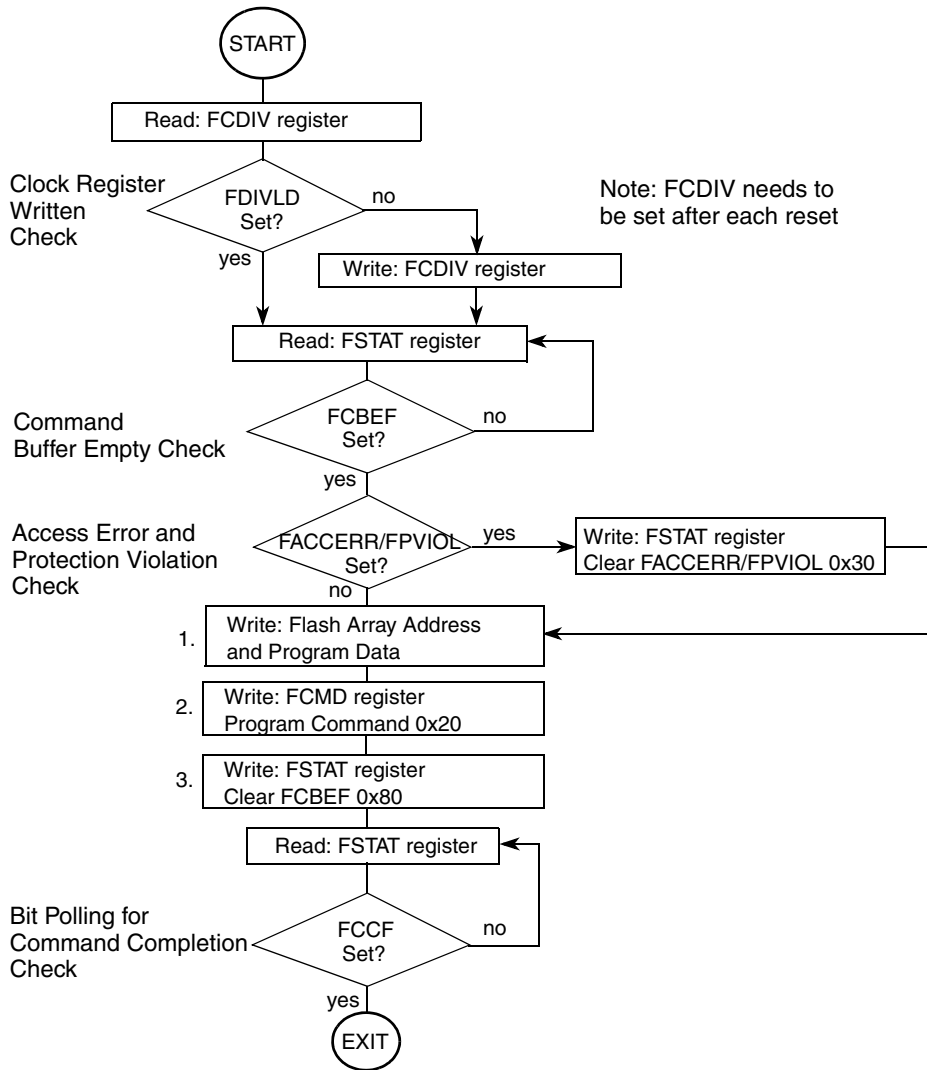 START
Read: FCDIV register
Clock Register
Written
Check
FDIVLD
Set?
no
yes
Note: FCDIV needs to
be set after each reset
Write: FCDIV register
Read: FSTAT register
Command
Buffer Empty Check
FCBEF
Set?
no
yes
Access Error and
Protection Violation
Check
FACCERR/FPVIOL
Set?
yes
no
Write: FSTAT register
Clear FACCERR/FPVIOL 0x30
1.
Write: Flash Array Address
and Program Data
2.
Write: FCMD register
Program Command 0x20
3.
Write: FSTAT register
Clear FCBEF 0x80
Read: FSTAT register
Bit Polling for
Command Completion
Check
FCCF
Set?
no
yes
EXIT